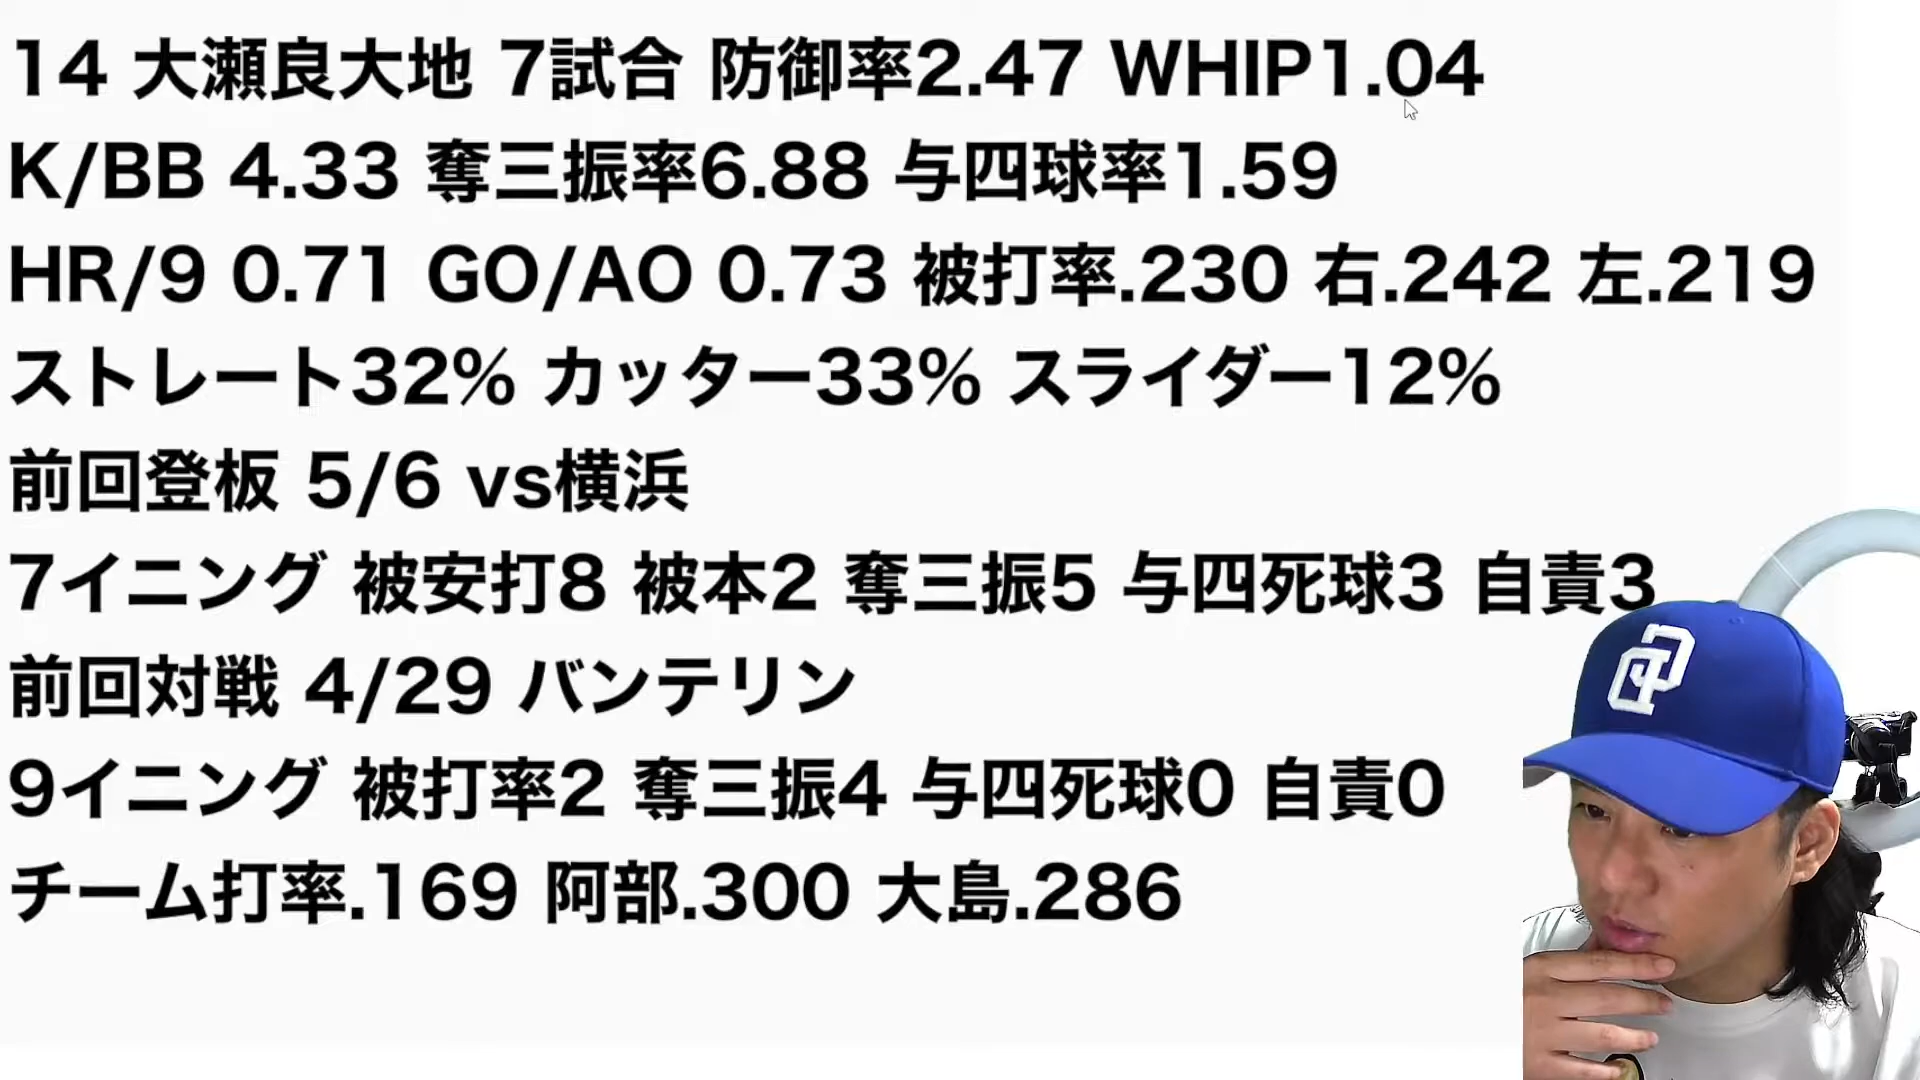 14 大瀬良大地 7試合 防御率2.47 WHIP1.04
K/BB 4.33 奪三振率6.88 与四球率1.59
HR/9 0.71 GO/AO 0.73 被打率.230 右.242 左.219
ストレート32% カッター33% スライダー12%
前回登板 5/6 vs横浜
7イニング 被安打8 被本2 奪三振5 与四死球3 自責3
前回対戦 4/29 バンテリン
9イニング 被打率2 奪三振4 与四死球0 自責0
チーム打率.169 阿部.300 大島.286